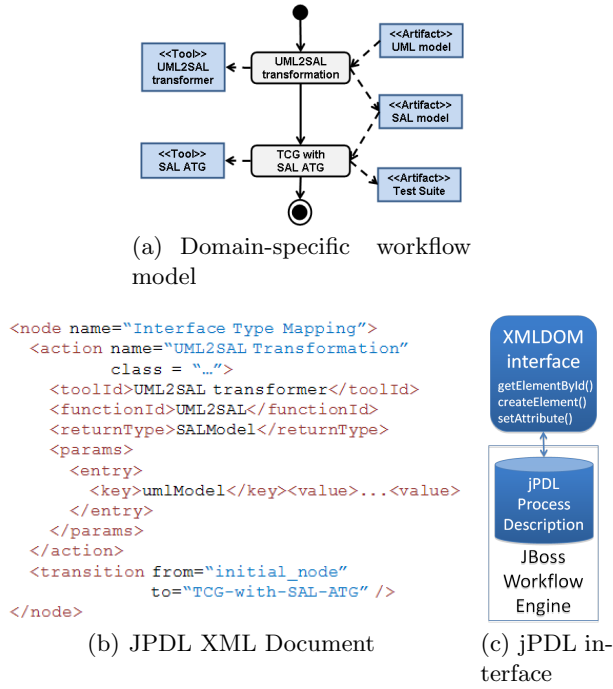 <<Tool>>
UML2SAL
transformer
UML2SAL
transformation
<<Artifact>>
UML model
<<Artifact>>
SAL model
<<Tool>>
SAL ATG
TCG with
SAL ATG
<<Artifact>>
Test Suite
(a) Domain-specific workflow
model
<node name=“Interface Type Mapping”>
<action name=“UML2SAL Transformation”
class = “…”>
<toolId>UML2SAL transformer</toolId>
<functionId>UML2SAL</functionId>
<returnType>SALModel</returnType>
<params>
<entry>
<key>umlModel</key><value>...<value>
</entry>
</params>
</action>
<transition from=“initial_node”
to=“TCG-with-SAL-ATG” />
</node>
(b) JPDL XML Document
XMLDOM
interface
getElementById()
createElement()
setAttribute()
jPDL
Process
Description
JBoss
Workflow
Engine
(c) jPDL in-
terface